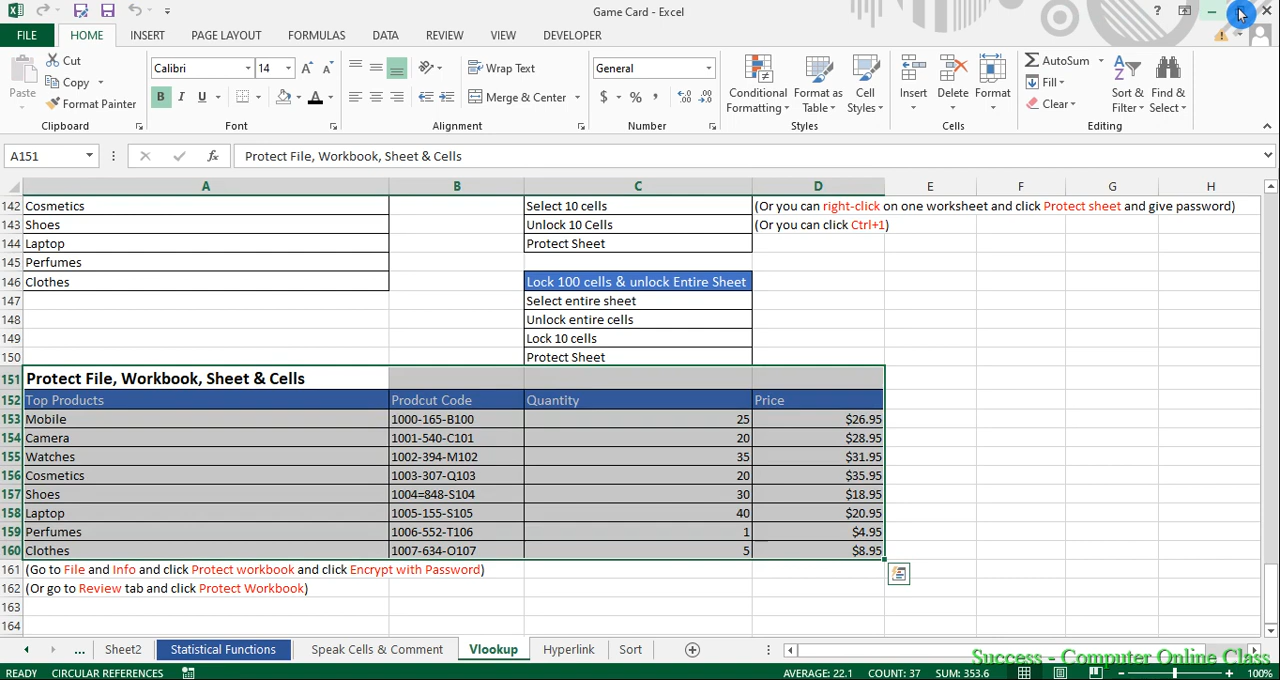 Game Card - Excel
FILE HOME INSERT PAGE LAYOUT FORMULAS DATA REVIEW VIEW DEVELOPER
Paste Cut Copy Format Painter Calibri 14 Wrap Text Merge & Center General Conditional Formatting Format as Table Cell Styles Insert Delete Format AutoSum Fill Clear Sort & Filter Find & Select
Clipboard Font Alignment Number Styles Cells Editing
A151 Protect File, Workbook, Sheet & Cells
A B C D E F G H
142 Cosmetics Select 10 cells (Or you can right-click on one worksheet and click Protect sheet and give password)
143 Shoes Unlock 10 Cells (Or you can click Ctrl+1)
144 Laptop Protect Sheet
145 Perfumes
146 Clothes Lock 100 cells & unlock Entire Sheet
147 Select entire sheet
148 Unlock entire cells
149 Lock 10 cells
150 Protect Sheet
151 Protect File, Workbook, Sheet & Cells
152 Top Products Prodcut Code Quantity Price
153 Mobile 1000-165-B100 25 $26.95
154 Camera 1001-540-C101 20 $28.95
155 Watches 1002-394-M102 35 $31.95
156 Cosmetics 1003-307-Q103 20 $35.95
157 Shoes 1004=848-S104 30 $18.95
158 Laptop 1005-155-S105 40 $20.95
159 Perfumes 1006-552-T106 1 $4.95
160 Clothes 1007-634-O107 5 $8.95
161 (Go to File and Info and click Protect workbook and click Encrypt with Password)
162 (Or go to Review tab and click Protect Workbook)
163
164
... Sheet2 Statistical Functions Speak Cells & Comment Vlookup Hyperlink Sort
Success - Computer Online Class
READY CIRCULAR REFERENCES AVERAGE: 22.1 COUNT: 37 SUM: 353.6 100%